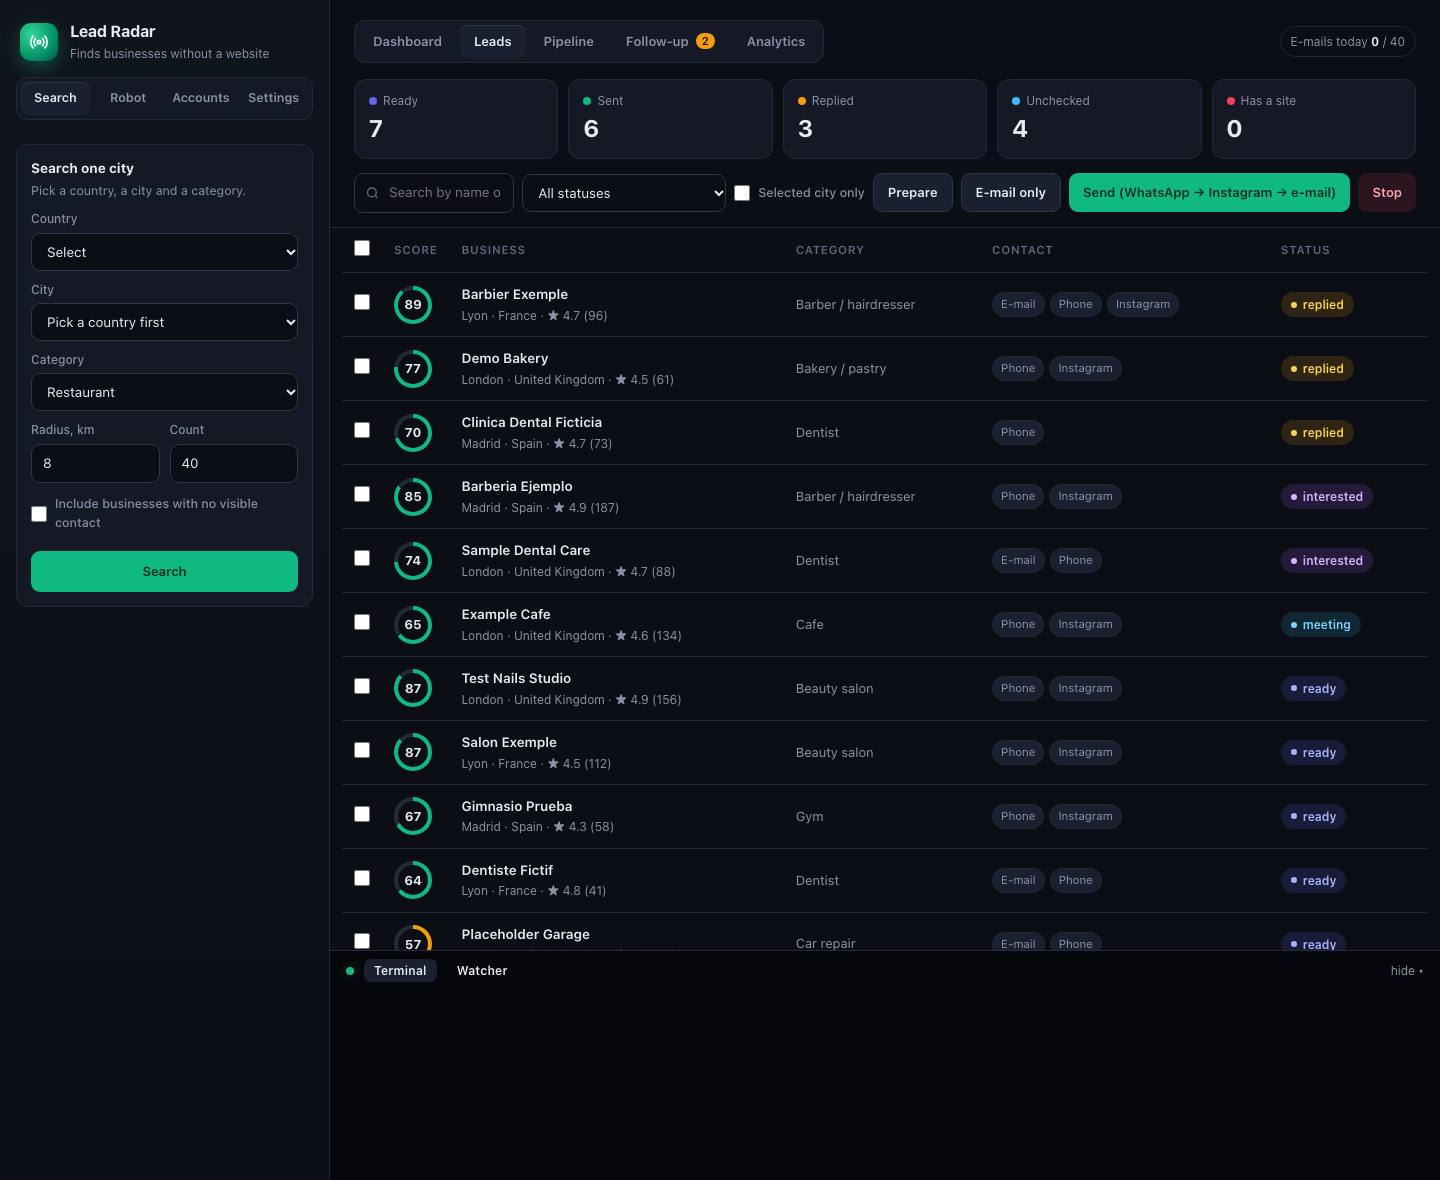 Lead Radar
Finds businesses without a website
Search Robot Accounts Settings
Search one city
Pick a country, a city and a category.
Country
Select
City
Pick a country first
Category
Restaurant
Radius, km Count
8 40
Include businesses with no visible
contact
Search
Dashboard Leads Pipeline Follow-up 2 Analytics
E-mails today 0 / 40
Ready
7
Sent
6
Replied
3
Unchecked
4
Has a site
0
Search by name o
All statuses
Selected city only
Prepare
E-mail only
Send (WhatsApp → Instagram → e-mail)
Stop
SCORE BUSINESS CATEGORY CONTACT STATUS
89 Barbier Exemple Barber / hairdresser E-mail Phone Instagram replied
Lyon · France · ★ 4.7 (96)
77 Demo Bakery Bakery / pastry Phone Instagram replied
London · United Kingdom · ★ 4.5 (61)
70 Clinica Dental Ficticia Dentist Phone replied
Madrid · Spain · ★ 4.7 (73)
85 Barberia Ejemplo Barber / hairdresser Phone Instagram interested
Madrid · Spain · ★ 4.9 (187)
74 Sample Dental Care Dentist E-mail Phone interested
London · United Kingdom · ★ 4.7 (88)
65 Example Cafe Cafe Phone Instagram meeting
London · United Kingdom · ★ 4.6 (134)
87 Test Nails Studio Beauty salon Phone Instagram ready
London · United Kingdom · ★ 4.9 (156)
87 Salon Exemple Beauty salon Phone Instagram ready
Lyon · France · ★ 4.5 (112)
67 Gimnasio Prueba Gym Phone Instagram ready
Madrid · Spain · ★ 4.3 (58)
64 Dentiste Fictif Dentist E-mail Phone ready
Lyon · France · ★ 4.8 (41)
57 Placeholder Garage Car repair E-mail Phone ready
Terminal Watcher hide ▾